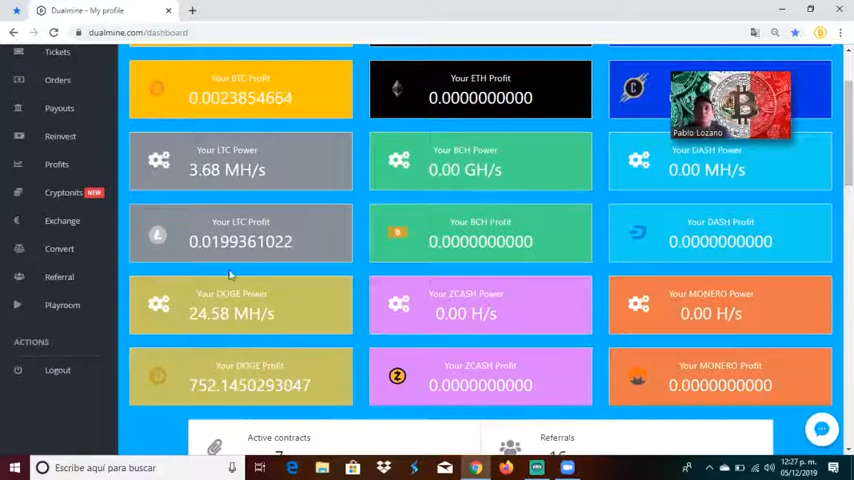 Dualmine - My profile
dualmine.com/dashboard
Tickets
Orders
Payouts
Reinvest
Profits
Cryptonits NEW
Exchange
Convert
Referral
Playroom
ACTIONS
Logout
Your BTC Profit
0.0023854664
Your ETH Profit
0.0000000000
Pablo Lozano
Your LTC Power
3.68 MH/s
Your BCH Power
0.00 GH/s
Your DASH Power
0.00 MH/s
Your LTC Profit
0.0199361022
Your BCH Profit
0.0000000000
Your DASH Profit
0.0000000000
Your DOGE Power
24.58 MH/s
Your ZCASH Power
0.00 H/s
Your MONERO Power
0.00 H/s
Your DOGE Profit
752.1450293047
Your ZCASH Profit
0.0000000000
Your MONERO Profit
0.0000000000
Active contracts
Referrals
Escribe aquí para buscar
12:27 p. m.
05/12/2019